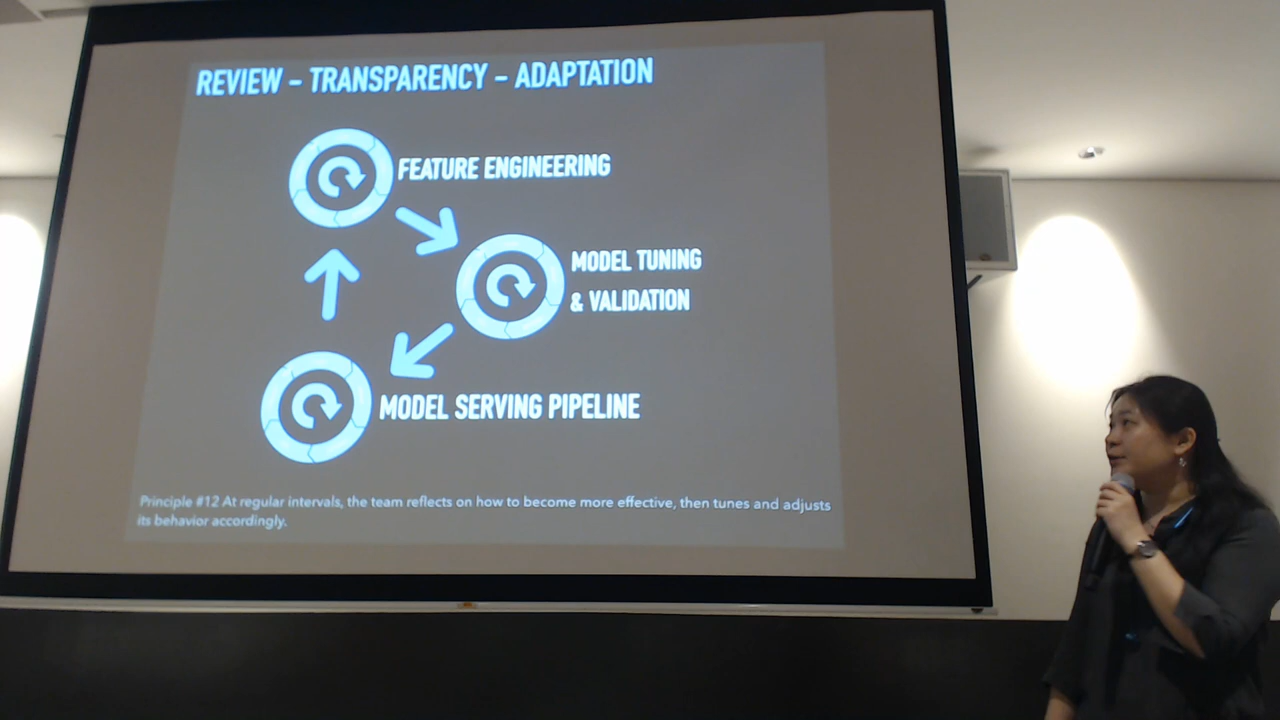 REVIEW – TRANSPARENCY – ADAPTATION
FEATURE ENGINEERING
MODEL TUNING
& VALIDATION
MODEL SERVING PIPELINE
Principle #12 At regular intervals, the team reflects on how to become more effective, then tunes and adjusts
its behavior accordingly.